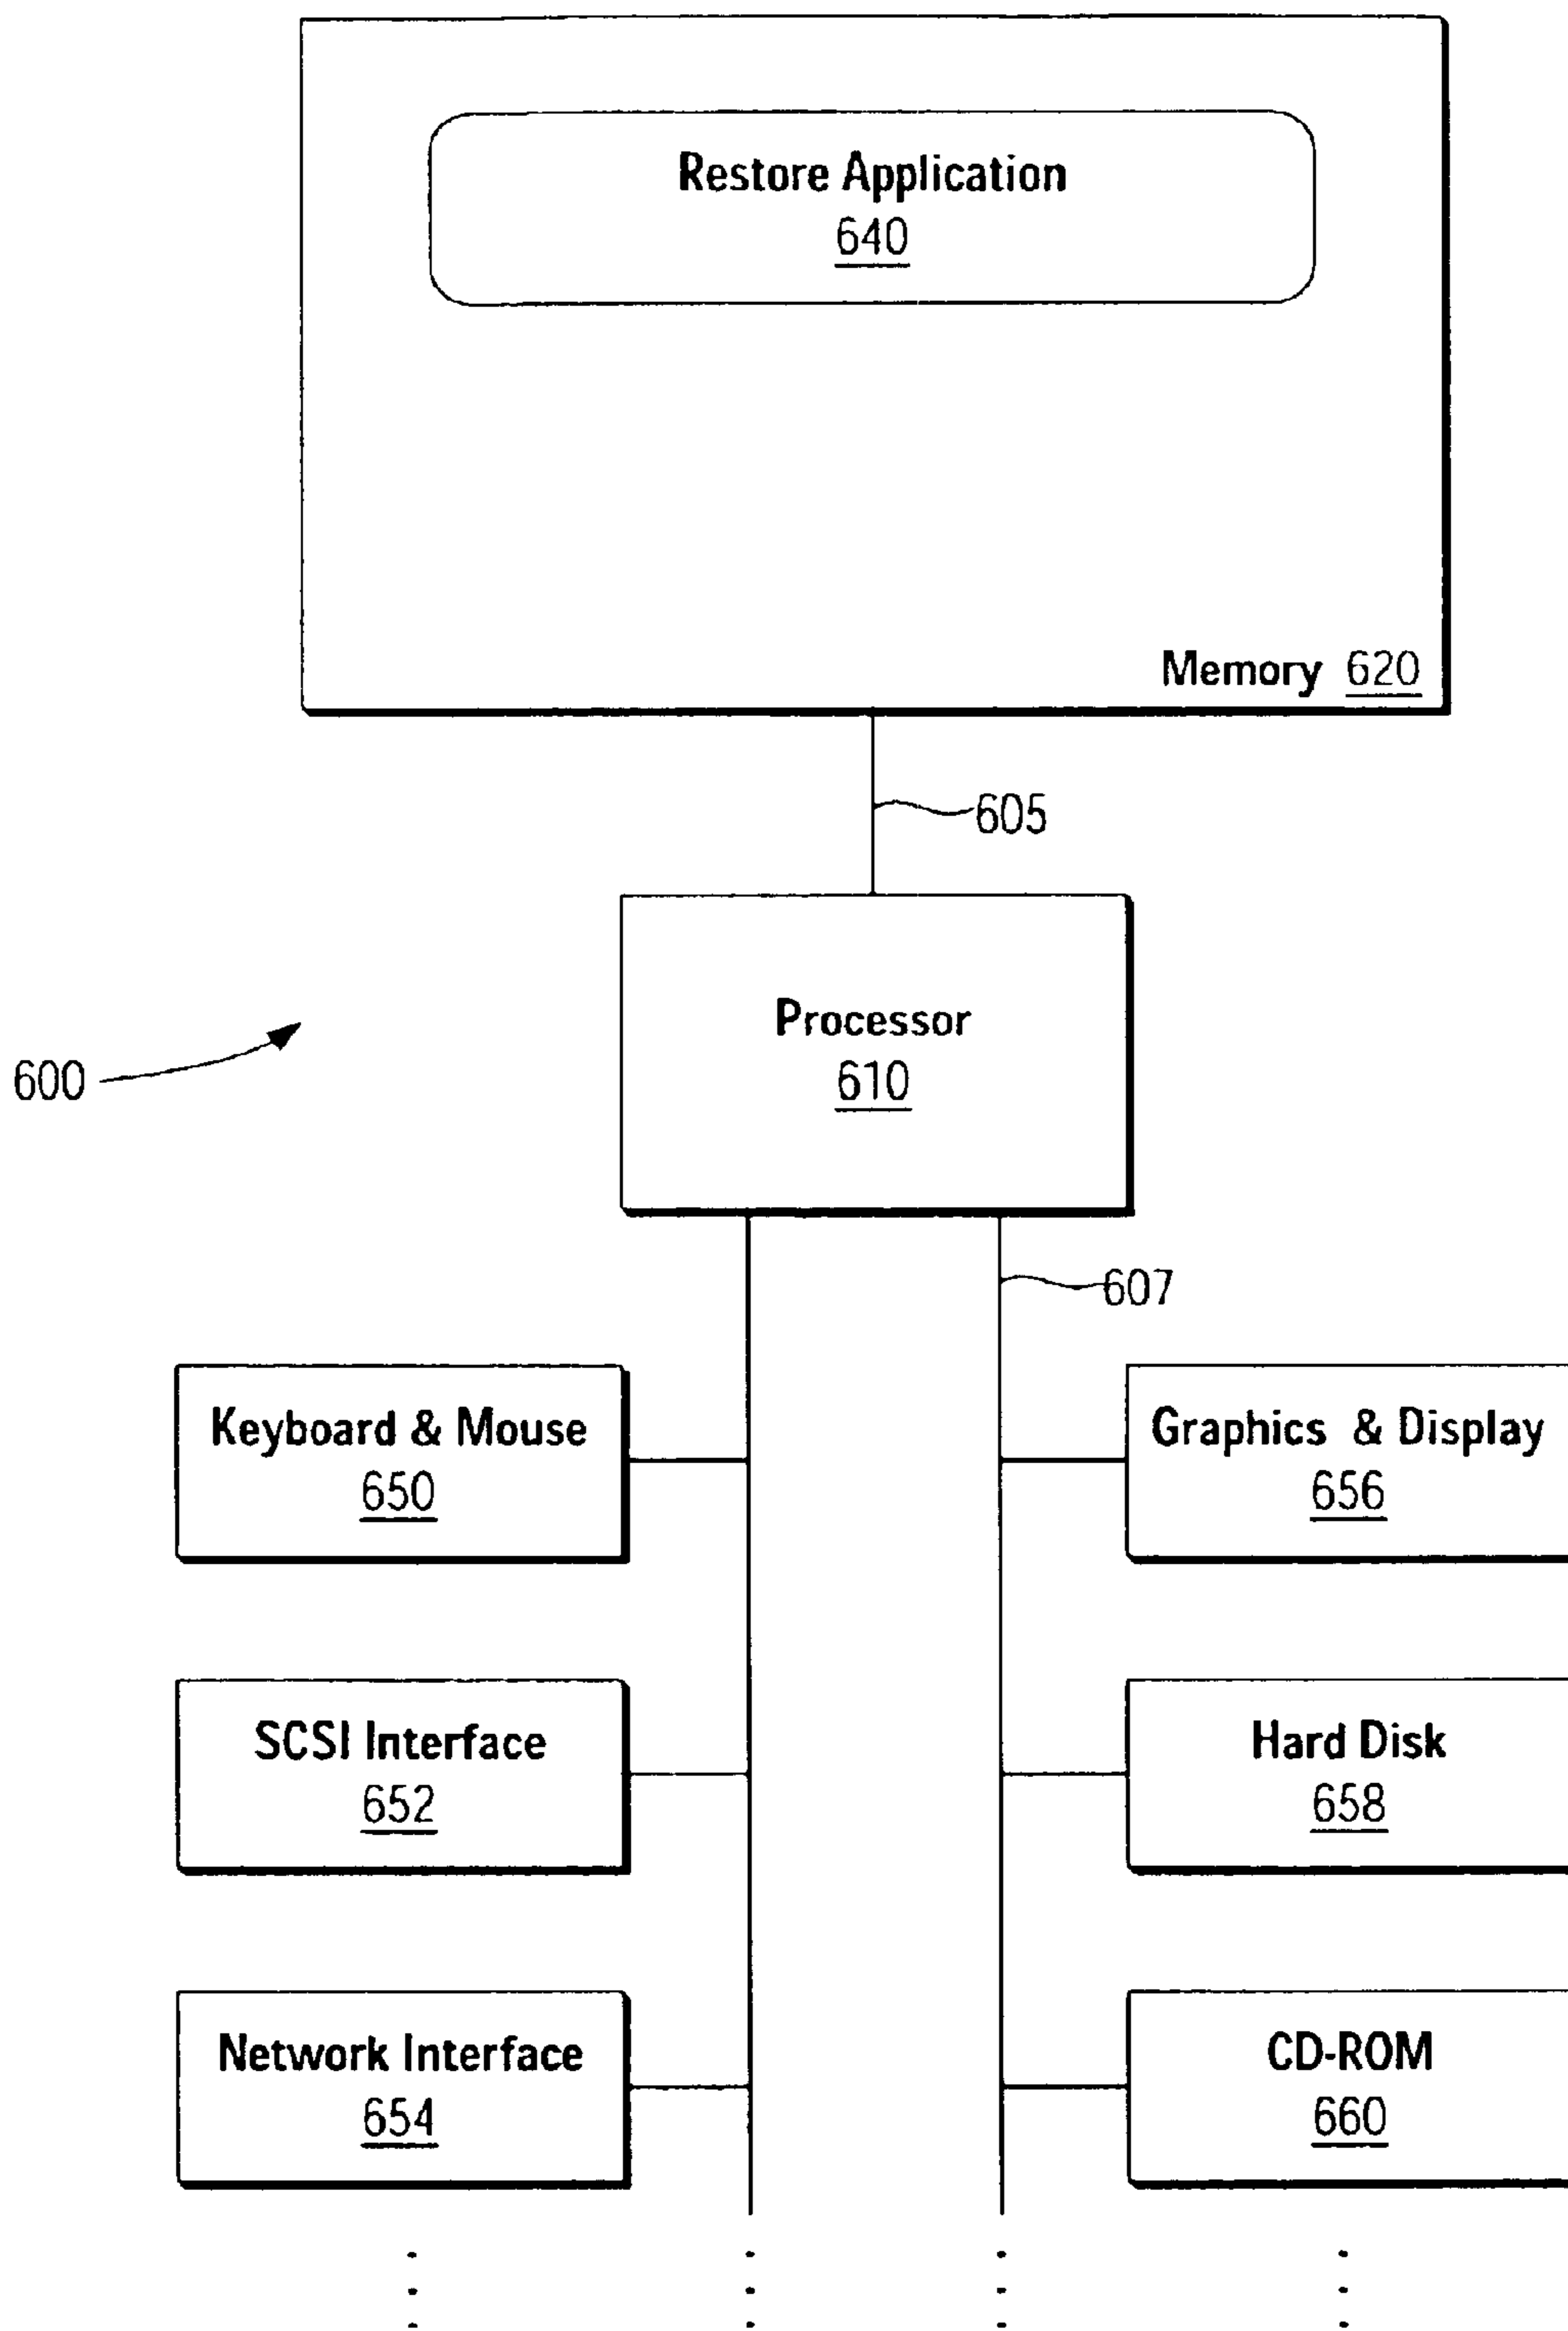 Restore Application
640
Memory 620
605
Processor
610
600
607
Keyboard & Mouse
650
Graphics & Display
656
SCSI Interface
652
Hard Disk
658
Network Interface
654
CD-ROM
660